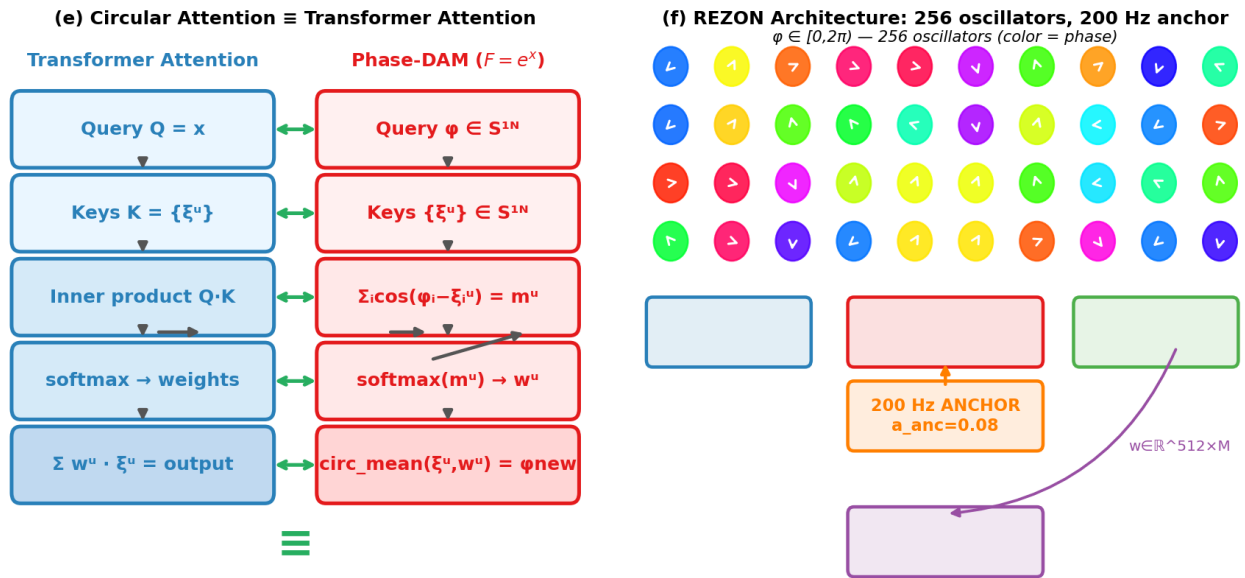 (e) Circular Attention ≡ Transformer Attention
Transformer Attention
Phase-DAM (F = eˣ)
Query Q = x
Query φ ∈ S¹ᴺ
Keys K = {ξᵘ}
Keys {ξᵘ} ∈ S¹ᴺ
Inner product Q·K
Σᵢcos(φᵢ−ξᵢᵘ) = mᵘ
softmax → weights
softmax(mᵘ) → wᵘ
Σ wᵘ · ξᵘ = output
circ_mean(ξᵘ,wᵘ) = φnew
≡
(f) REZON Architecture: 256 oscillators, 200 Hz anchor
φ ∈ [0,2π) — 256 oscillators (color = phase)
200 Hz ANCHOR
a_anc=0.08
w∈ℝ^512×M